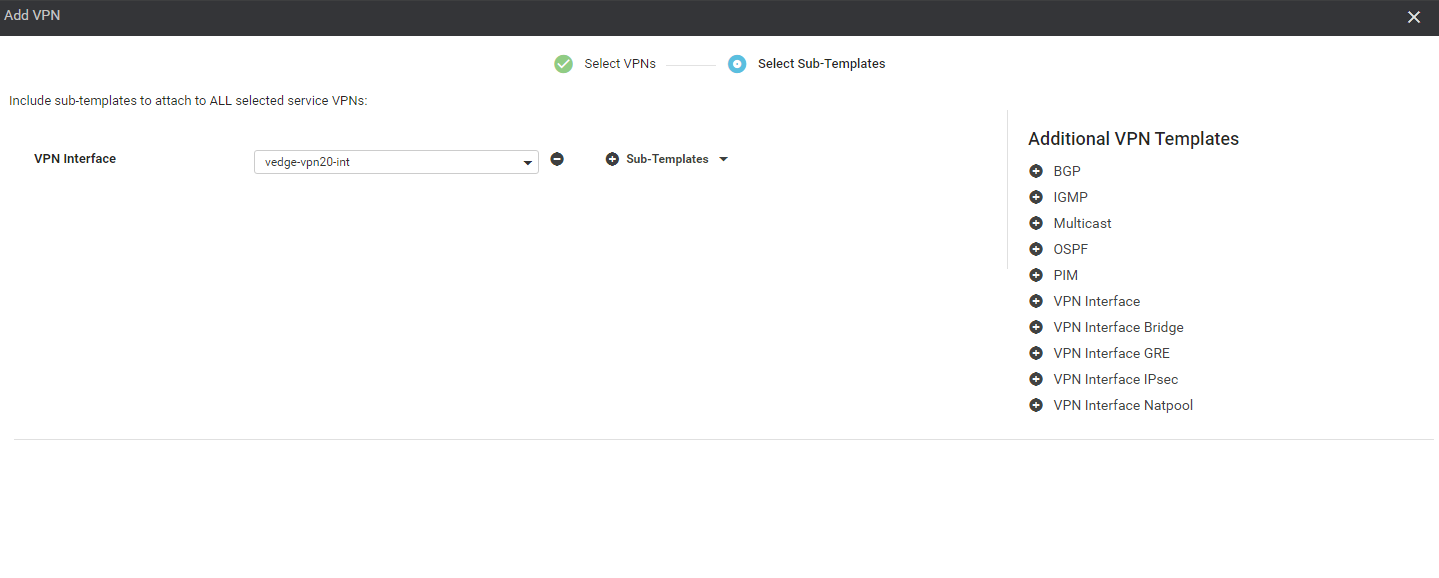 Add VPN
Select VPNs
Select Sub-Templates
Include sub-templates to attach to ALL selected service VPNs:
VPN Interface
vedge-vpn20-int
Sub-Templates
Additional VPN Templates
BGP
IGMP
Multicast
OSPF
PIM
VPN Interface
VPN Interface Bridge
VPN Interface GRE
VPN Interface IPsec
VPN Interface Natpool